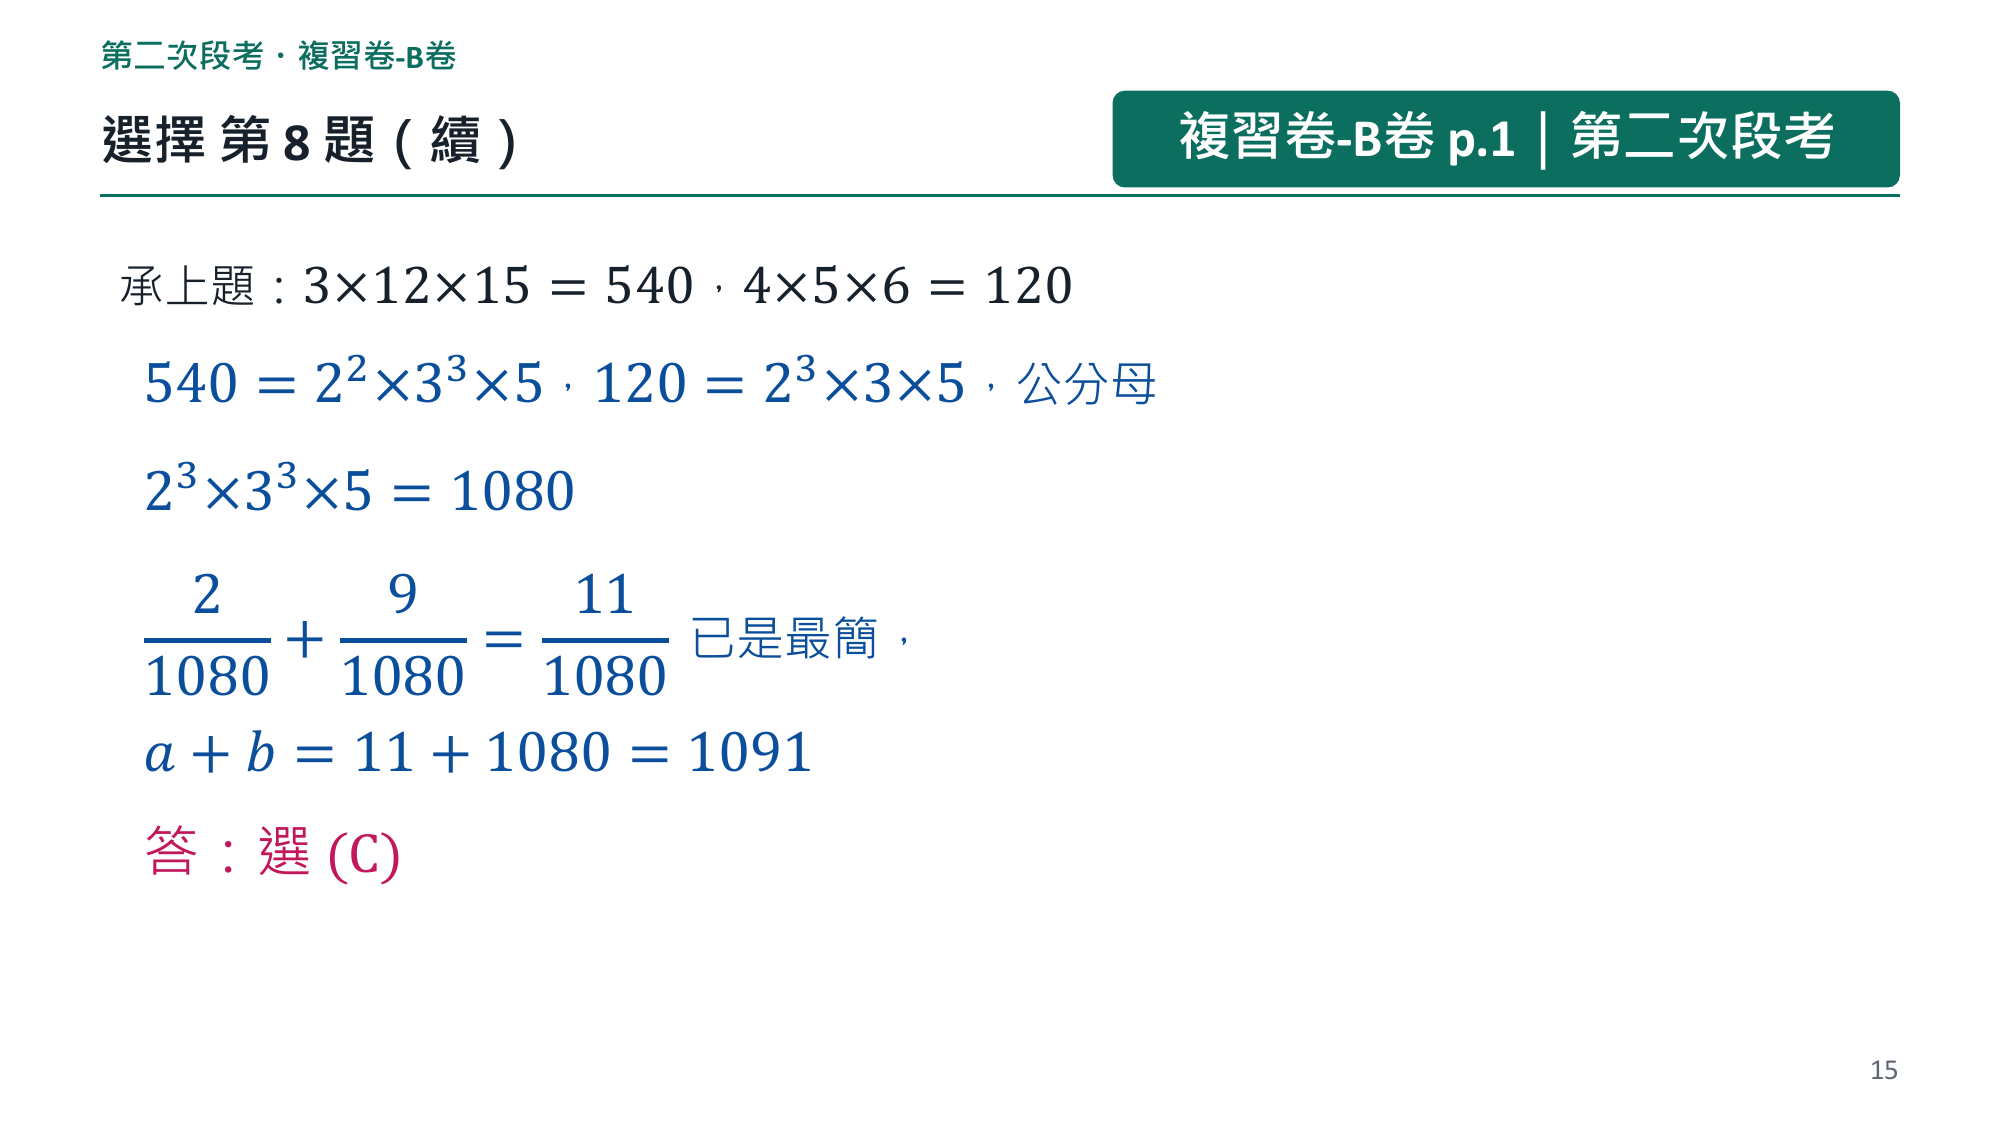 第二次段考・複習卷-B卷
選擇 第 8 題（續）
複習卷-B卷 p.1｜第二次段考
承上題：3×12×15 = 540，4×5×6 = 120
540 = 2²×3³×5，120 = 2³×3×5，公分母
2³×3³×5 = 1080
2/1080 + 9/1080 = 11/1080 已是最簡，
a + b = 11 + 1080 = 1091
答：選 (C)
15